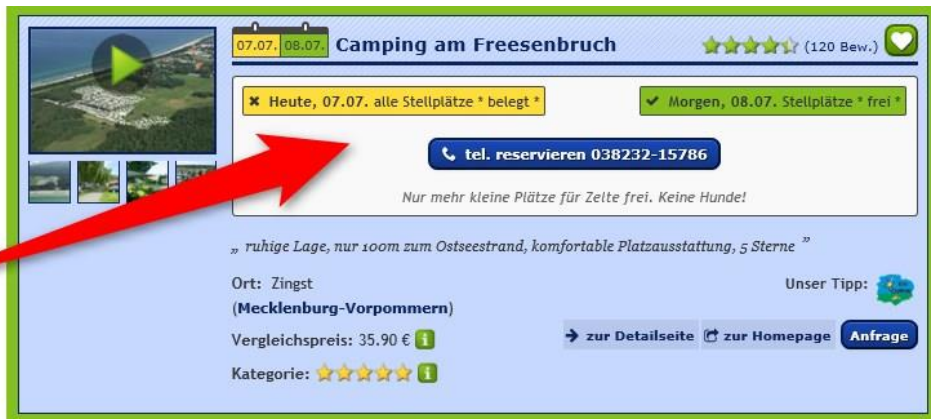 07.07. 08.07. Camping am Freesenbruch (120 Bew.)
✖ Heute, 07.07. alle Stellplätze * belegt *
✔ Morgen, 08.07. Stellplätze * frei *
tel. reservieren 038232-15786
Nur mehr kleine Plätze für Zelte frei. Keine Hunde!
„ ruhige Lage, nur 100m zum Ostseestrand, komfortable Platzausstattung, 5 Sterne ”
Ort: Zingst
(Mecklenburg-Vorpommern)
Unser Tipp:
Vergleichspreis: 35.90 € i
→ zur Detailseite zur Homepage Anfrage
Kategorie: i